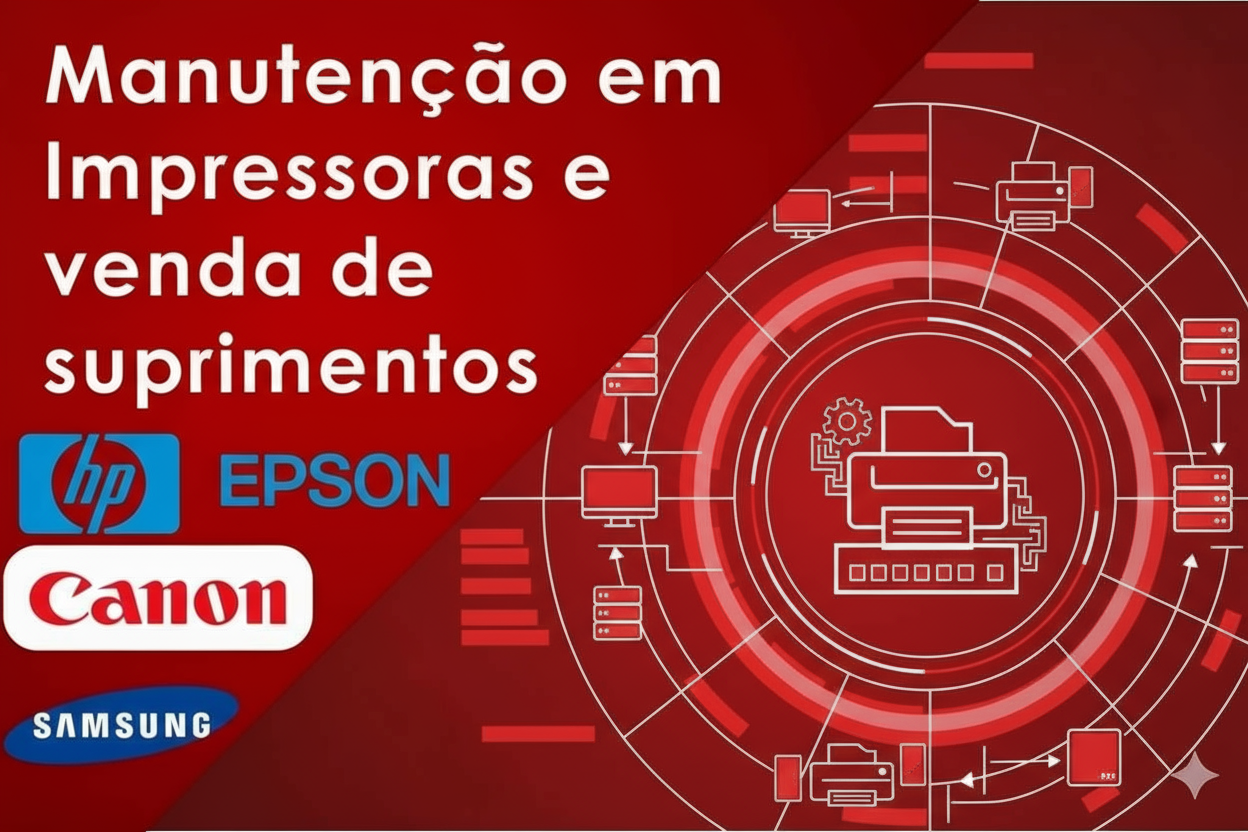 Manutenção em
Impressoras e
venda de
suprimentos
hp
EPSON
Canon
SAMSUNG